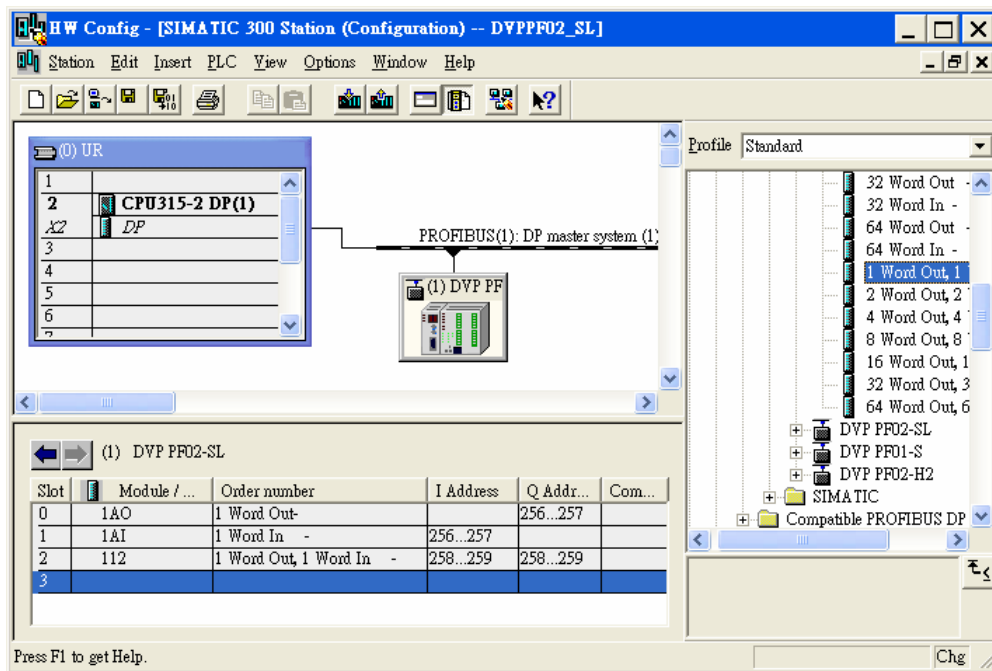 HW Config - [SIMATIC 300 Station (Configuration) -- DVPPF02_SL]
Station Edit Insert PLC View Options Window Help
(0) UR
1
2 CPU315-2 DP(1)
X2 DP
3
4
5
6
7
PROFIBUS(1): DP master system (1)
(1) DVP PF
Profile Standard
32 Word Out -
32 Word In -
64 Word Out -
64 Word In -
1 Word Out, 1
2 Word Out, 2
4 Word Out, 4
8 Word Out, 8
16 Word Out, 1
32 Word Out, 3
64 Word Out, 6
DVP PF02-SL
DVP PF01-S
DVP PF02-H2
SIMATIC
Compatible PROFIBUS DP
(1) DVP PF02-SL
Slot Module / ... Order number I Address Q Addr... Com...
0 1AO 1 Word Out- 256...257
1 1AI 1 Word In - 256...257
2 112 1 Word Out, 1 Word In - 258...259 258...259
3
Press F1 to get Help.
Chg